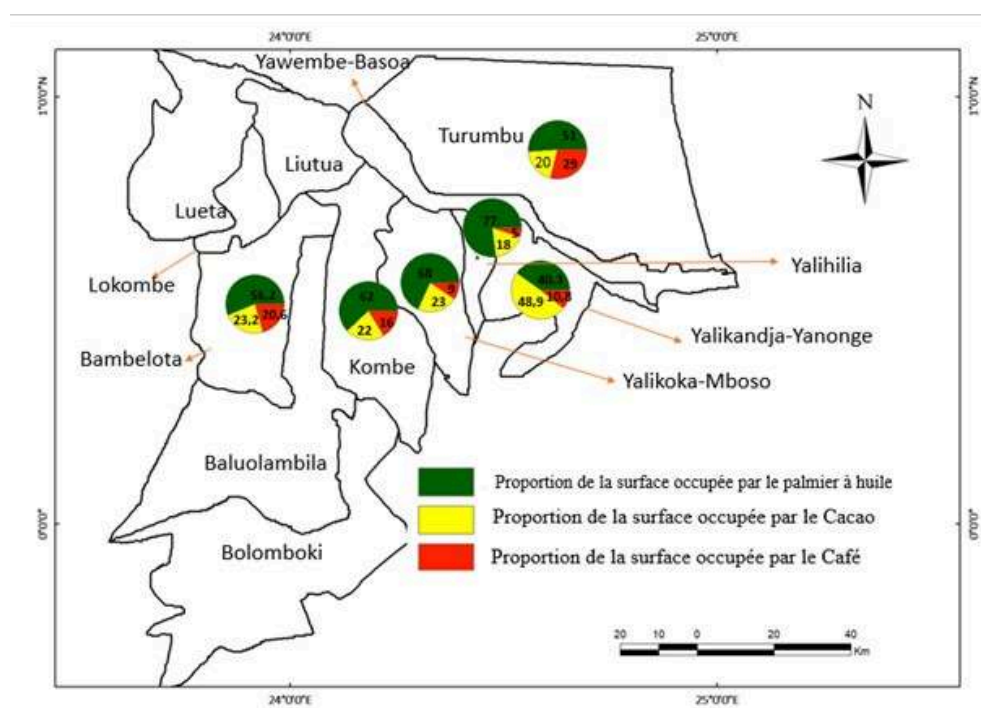 24°0'0"E
25°0'0"E
1°0'0"N
1°0'0"N
Yawembe-Basoa
N
Turumbu
51
20
29
Liutua
Lueta
77
5
18
Yalihilia
Lokombe
68
9
23
48,9
10,8
56,2
23,2
20,6
62
22
16
Yalikandja-Yanonge
Bambelota
Kombe
Yalikoka-Mboso
Baluolambila
Proportion de la surface occupée par le palmier à huile
Proportion de la surface occupée par le Cacao
Proportion de la surface occupée par le Café
0°0'0"
0°0'0"
Bolomboki
20 10 0 20 40
Km
24°0'0"E
25°0'0"E